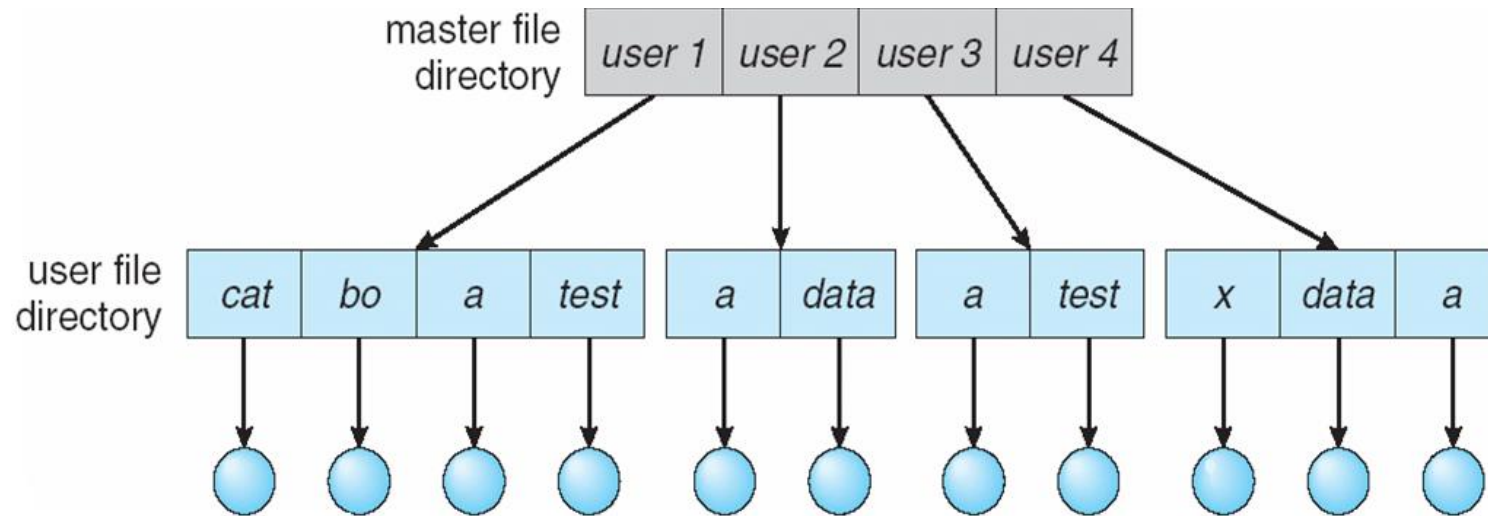 master file
directory
user 1 user 2 user 3 user 4
user file
directory
cat bo a test a data a test x data a